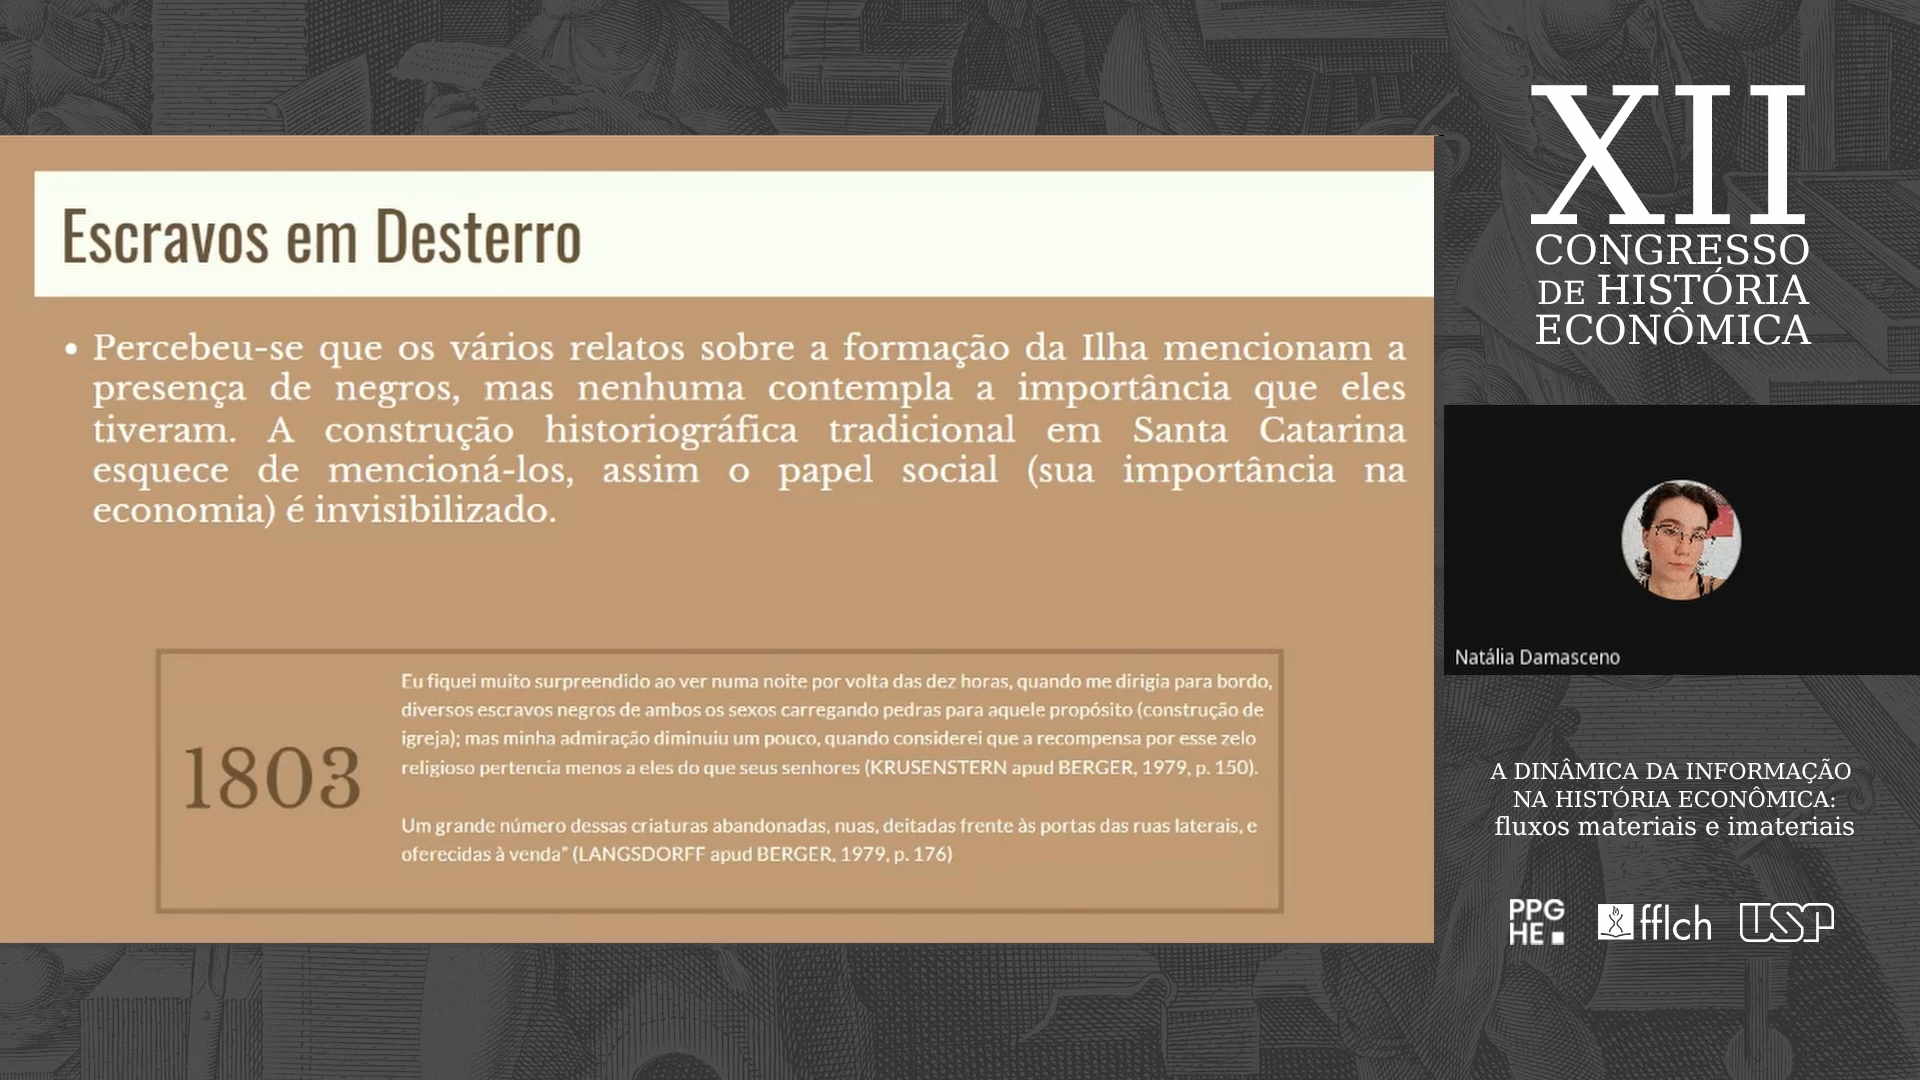 Escravos em Desterro
• Percebeu-se que os vários relatos sobre a formação da Ilha mencionam a
presença de negros, mas nenhuma contempla a importância que eles
tiveram. A construção historiográfica tradicional em Santa Catarina
esquece de mencioná-los, assim o papel social (sua importância na
economia) é invisibilizado.
1803
Eu fiquei muito surpreendido ao ver numa noite por volta das dez horas, quando me dirigia para bordo,
diversos escravos negros de ambos os sexos carregando pedras para aquele propósito (construção de
igreja); mas minha admiração diminuiu um pouco, quando considerei que a recompensa por esse zelo
religioso pertencia menos a eles do que seus senhores (KRUSENSTERN apud BERGER, 1979, p. 150).
Um grande número dessas criaturas abandonadas, nuas, deitadas frente às portas das ruas laterais, e
oferecidas à venda" (LANGSDORFF apud BERGER, 1979, p. 176)
XII
CONGRESSO
DE HISTÓRIA
ECONÔMICA
Natália Damasceno
A DINÂMICA DA INFORMAÇÃO
NA HISTÓRIA ECONÔMICA:
fluxos materiais e imateriais
PPG
HE
fflch
USP